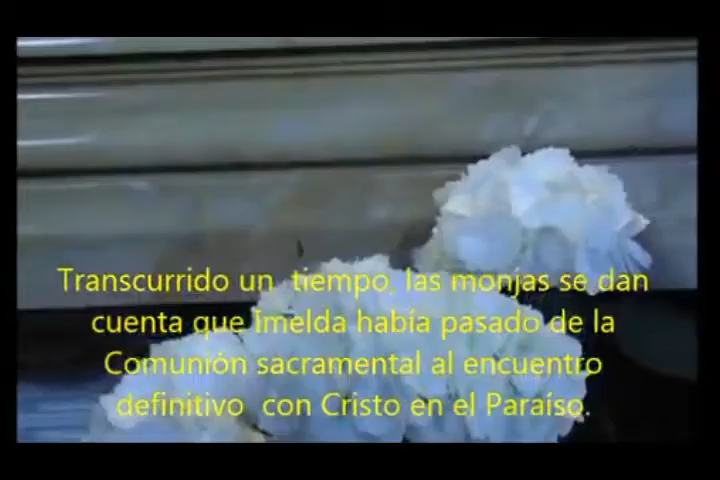 Transcurrido un  tiempo, las monjas se dan
cuenta que Imelda había pasado de la
Comunión sacramental al encuentro
definitivo  con Cristo en el Paraíso.